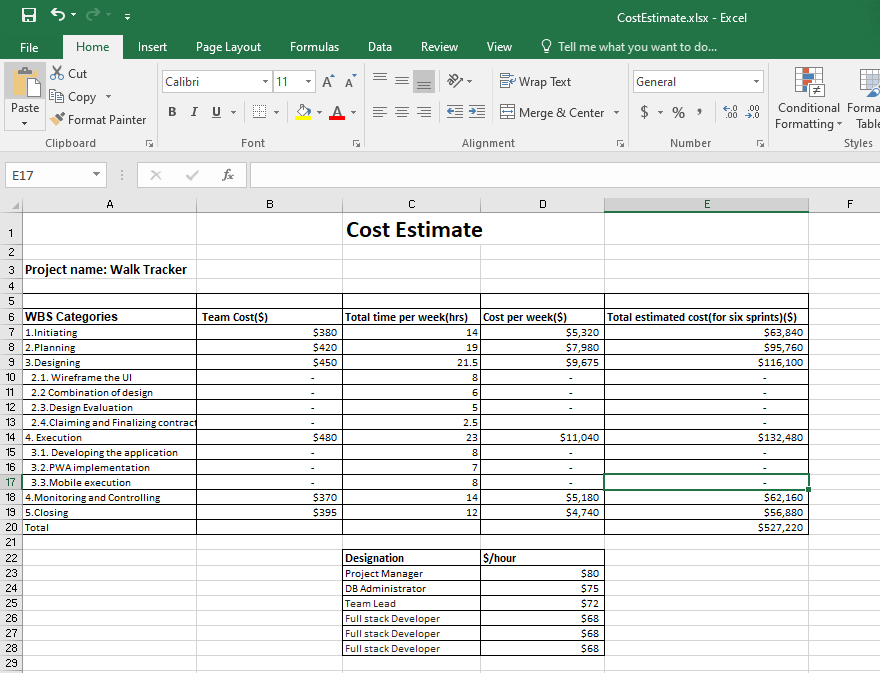 CostEstimate.xlsx - Excel
File Home Insert Page Layout Formulas Data Review View Tell me what you want to do...
Cut
Copy
Format Painter
Paste
Clipboard
Calibri 11 A A
B I U A
Font
Wrap Text
Merge & Center
Alignment
General
$ % , .00 .00
Number
Conditional Forma
Formatting Table
Styles
E17 fx
A B C D E F
1 Cost Estimate
2
3 Project name: Walk Tracker
4
5
6 WBS Categories Team Cost($) Total time per week(hrs) Cost per week($) Total estimated cost(for six sprints)($)
7 1.Initiating $380 14 $5,320 $63,840
8 2.Planning $420 19 $7,980 $95,760
9 3.Designing $450 21.5 $9,675 $116,100
10 2.1. Wireframe the UI - 8 - -
11 2.2 Combination of design - 6 - -
12 2.3.Design Evaluation - 5 - -
13 2.4.Claiming and Finalizing contract - 2.5 -
14 4. Execution $480 23 $11,040 $132,480
15 3.1. Developing the application - 8 - -
16 3.2.PWA implementation - 7 - -
17 3.3.Mobile execution - 8 - -
18 4.Monitoring and Controlling $370 14 $5,180 $62,160
19 5.Closing $395 12 $4,740 $56,880
20 Total $527,220
21
22 Designation $/hour
23 Project Manager $80
24 DB Administrator $75
25 Team Lead $72
26 Full stack Developer $68
27 Full stack Developer $68
28 Full stack Developer $68
29